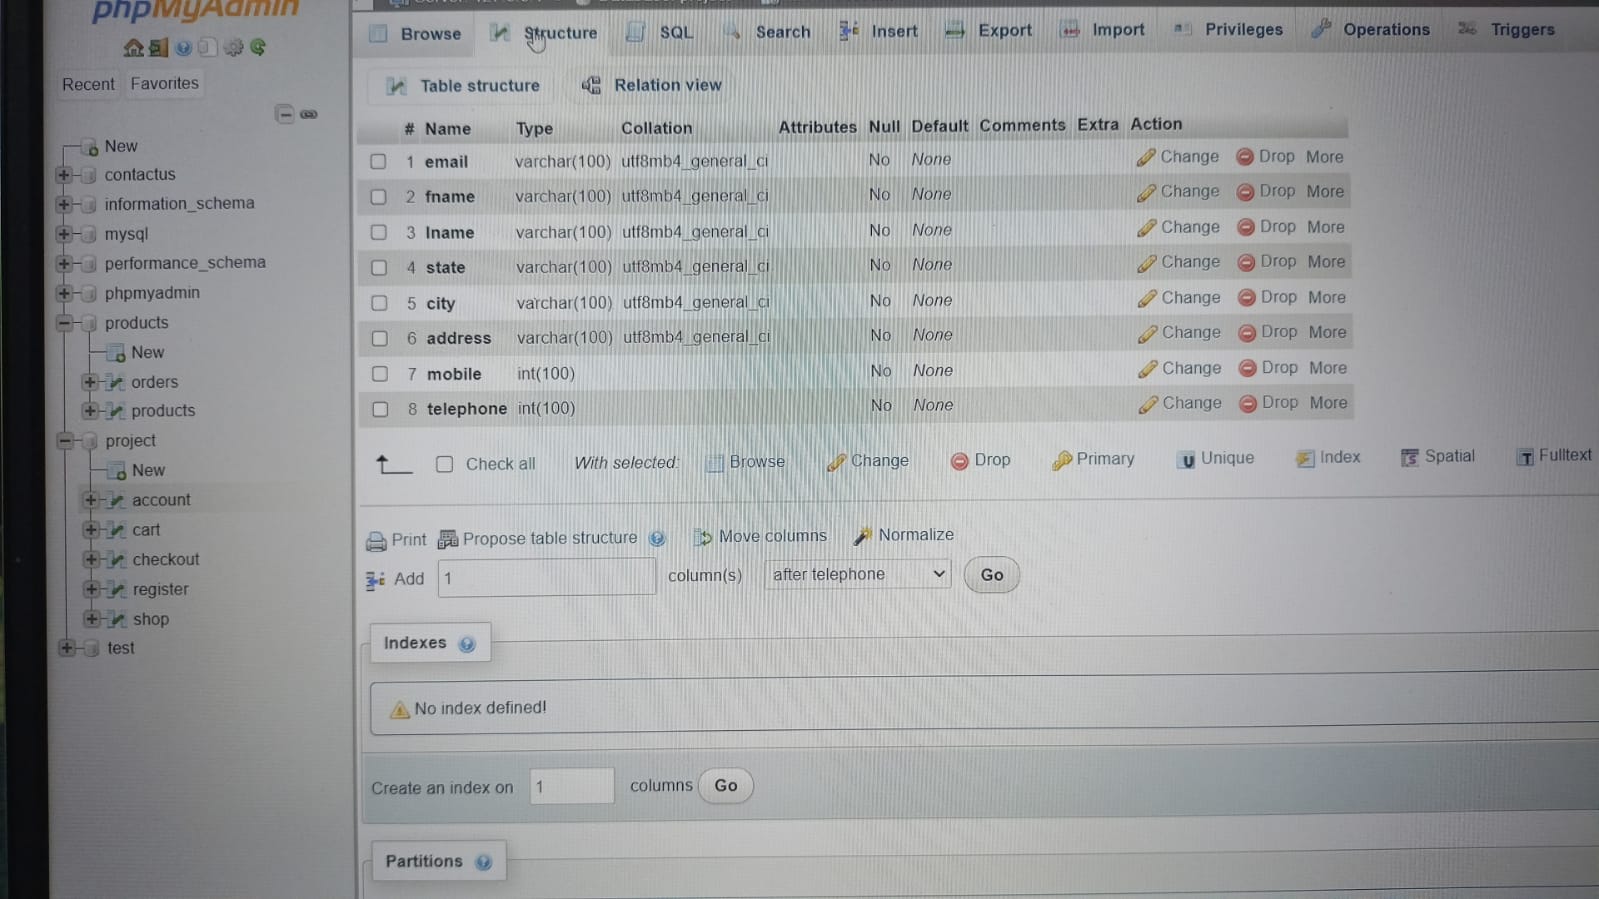 phpMyAdmin
Recent Favorites
New
contactus
information_schema
mysql
performance_schema
phpmyadmin
products
New
orders
products
project
New
account
cart
checkout
register
shop
test
Browse Structure SQL Search Insert Export Import Privileges Operations Triggers
Table structure Relation view
# Name Type Collation Attributes Null Default Comments Extra Action
1 email varchar(100) utf8mb4_general_ci No None Change Drop More
2 fname varchar(100) utf8mb4_general_ci No None Change Drop More
3 lname varchar(100) utf8mb4_general_ci No None Change Drop More
4 state varchar(100) utf8mb4_general_ci No None Change Drop More
5 city varchar(100) utf8mb4_general_ci No None Change Drop More
6 address varchar(100) utf8mb4_general_ci No None Change Drop More
7 mobile int(100) No None Change Drop More
8 telephone int(100) No None Change Drop More
Check all With selected: Browse Change Drop Primary Unique Index Spatial Fulltext
Print Propose table structure Move columns Normalize
Add 1 column(s) after telephone Go
Indexes
No index defined!
Create an index on 1 columns Go
Partitions